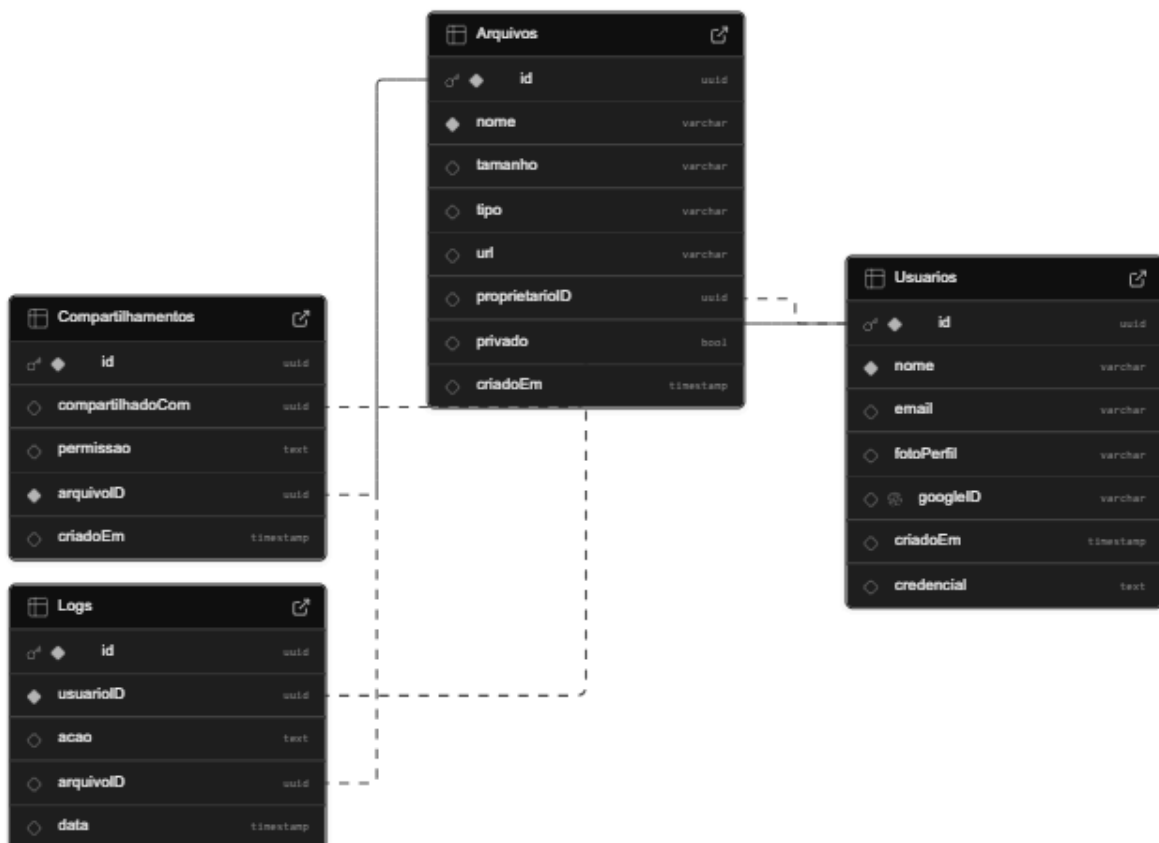 Arquivos
id uuid
nome varchar
tamanho varchar
tipo varchar
url varchar
proprietarioID uuid
privado bool
criadoEm timestamp
Usuarios
id uuid
nome varchar
email varchar
fotoPerfil varchar
googleID varchar
criadoEm timestamp
credencial text
Compartilhamentos
id uuid
compartilhadoCom uuid
permissao text
arquivoID uuid
criadoEm timestamp
Logs
id uuid
usuarioID uuid
acao text
arquivoID uuid
data timestamp